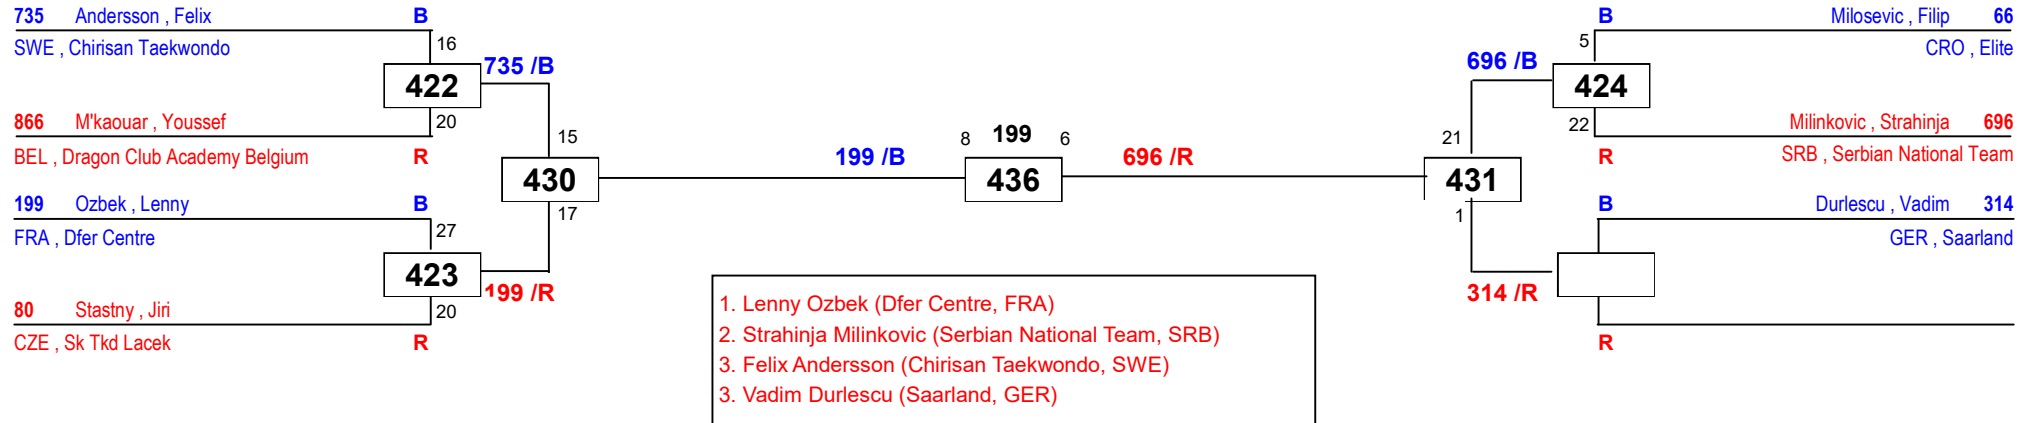 735 Andersson , Felix B
SWE , Chirisan Taekwondo
16
422
735 /B
20
866 M'kaouar , Youssef
BEL , Dragon Club Academy Belgium R
15
430
17
199 Ozbek , Lenny B
FRA , Dfer Centre
27
423
199 /R
20
80 Stastny , Jiri
CZE , Sk Tkd Lacek R
199 /B
8 199 6
436
696 /R
B Milosevic , Filip 66
CRO , Elite
5
696 /B
424
22
Milinkovic , Strahinja 696
R SRB , Serbian National Team
21
431
1
B Durlescu , Vadim 314
GER , Saarland
314 /R
R
1. Lenny Ozbek (Dfer Centre, FRA)
2. Strahinja Milinkovic (Serbian National Team, SRB)
3. Felix Andersson (Chirisan Taekwondo, SWE)
3. Vadim Durlescu (Saarland, GER)